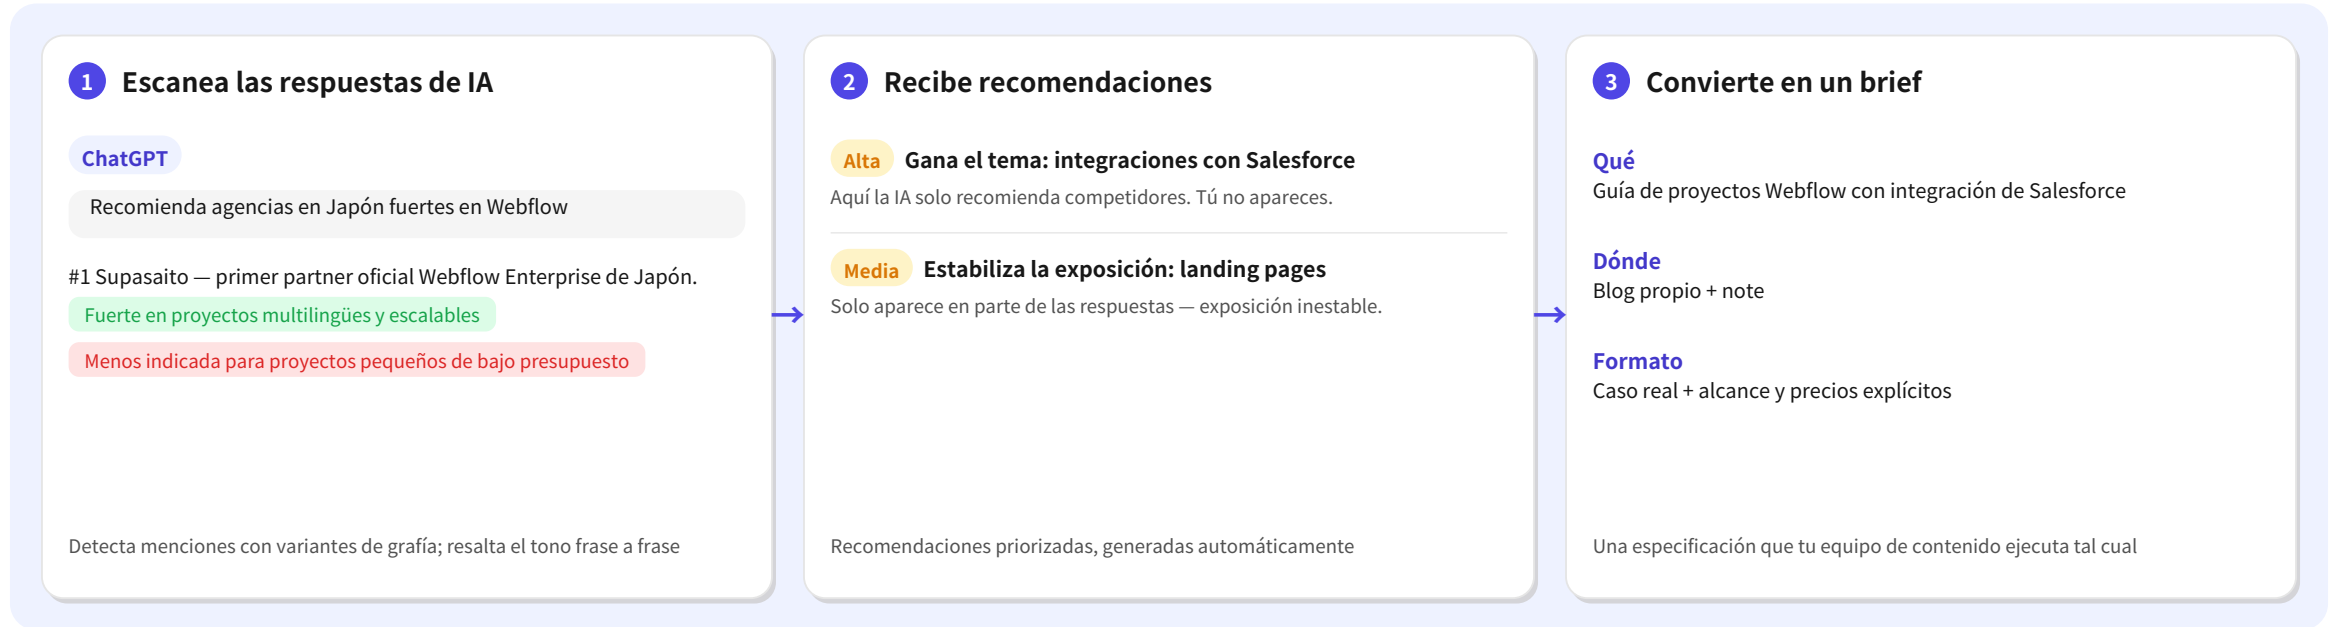 1 Escanea las respuestas de IA
ChatGPT
Recomienda agencias en Japón fuertes en Webflow
#1 Supasaito — primer partner oficial Webflow Enterprise de Japón.
Fuerte en proyectos multilingües y escalables
Menos indicada para proyectos pequeños de bajo presupuesto
Detecta menciones con variantes de grafía; resalta el tono frase a frase
→
2 Recibe recomendaciones
Alta Gana el tema: integraciones con Salesforce
Aquí la IA solo recomienda competidores. Tú no apareces.
Media Estabiliza la exposición: landing pages
Solo aparece en parte de las respuestas — exposición inestable.
Recomendaciones priorizadas, generadas automáticamente
→
3 Convierte en un brief
Qué
Guía de proyectos Webflow con integración de Salesforce
Dónde
Blog propio + note
Formato
Caso real + alcance y precios explícitos
Una especificación que tu equipo de contenido ejecuta tal cual